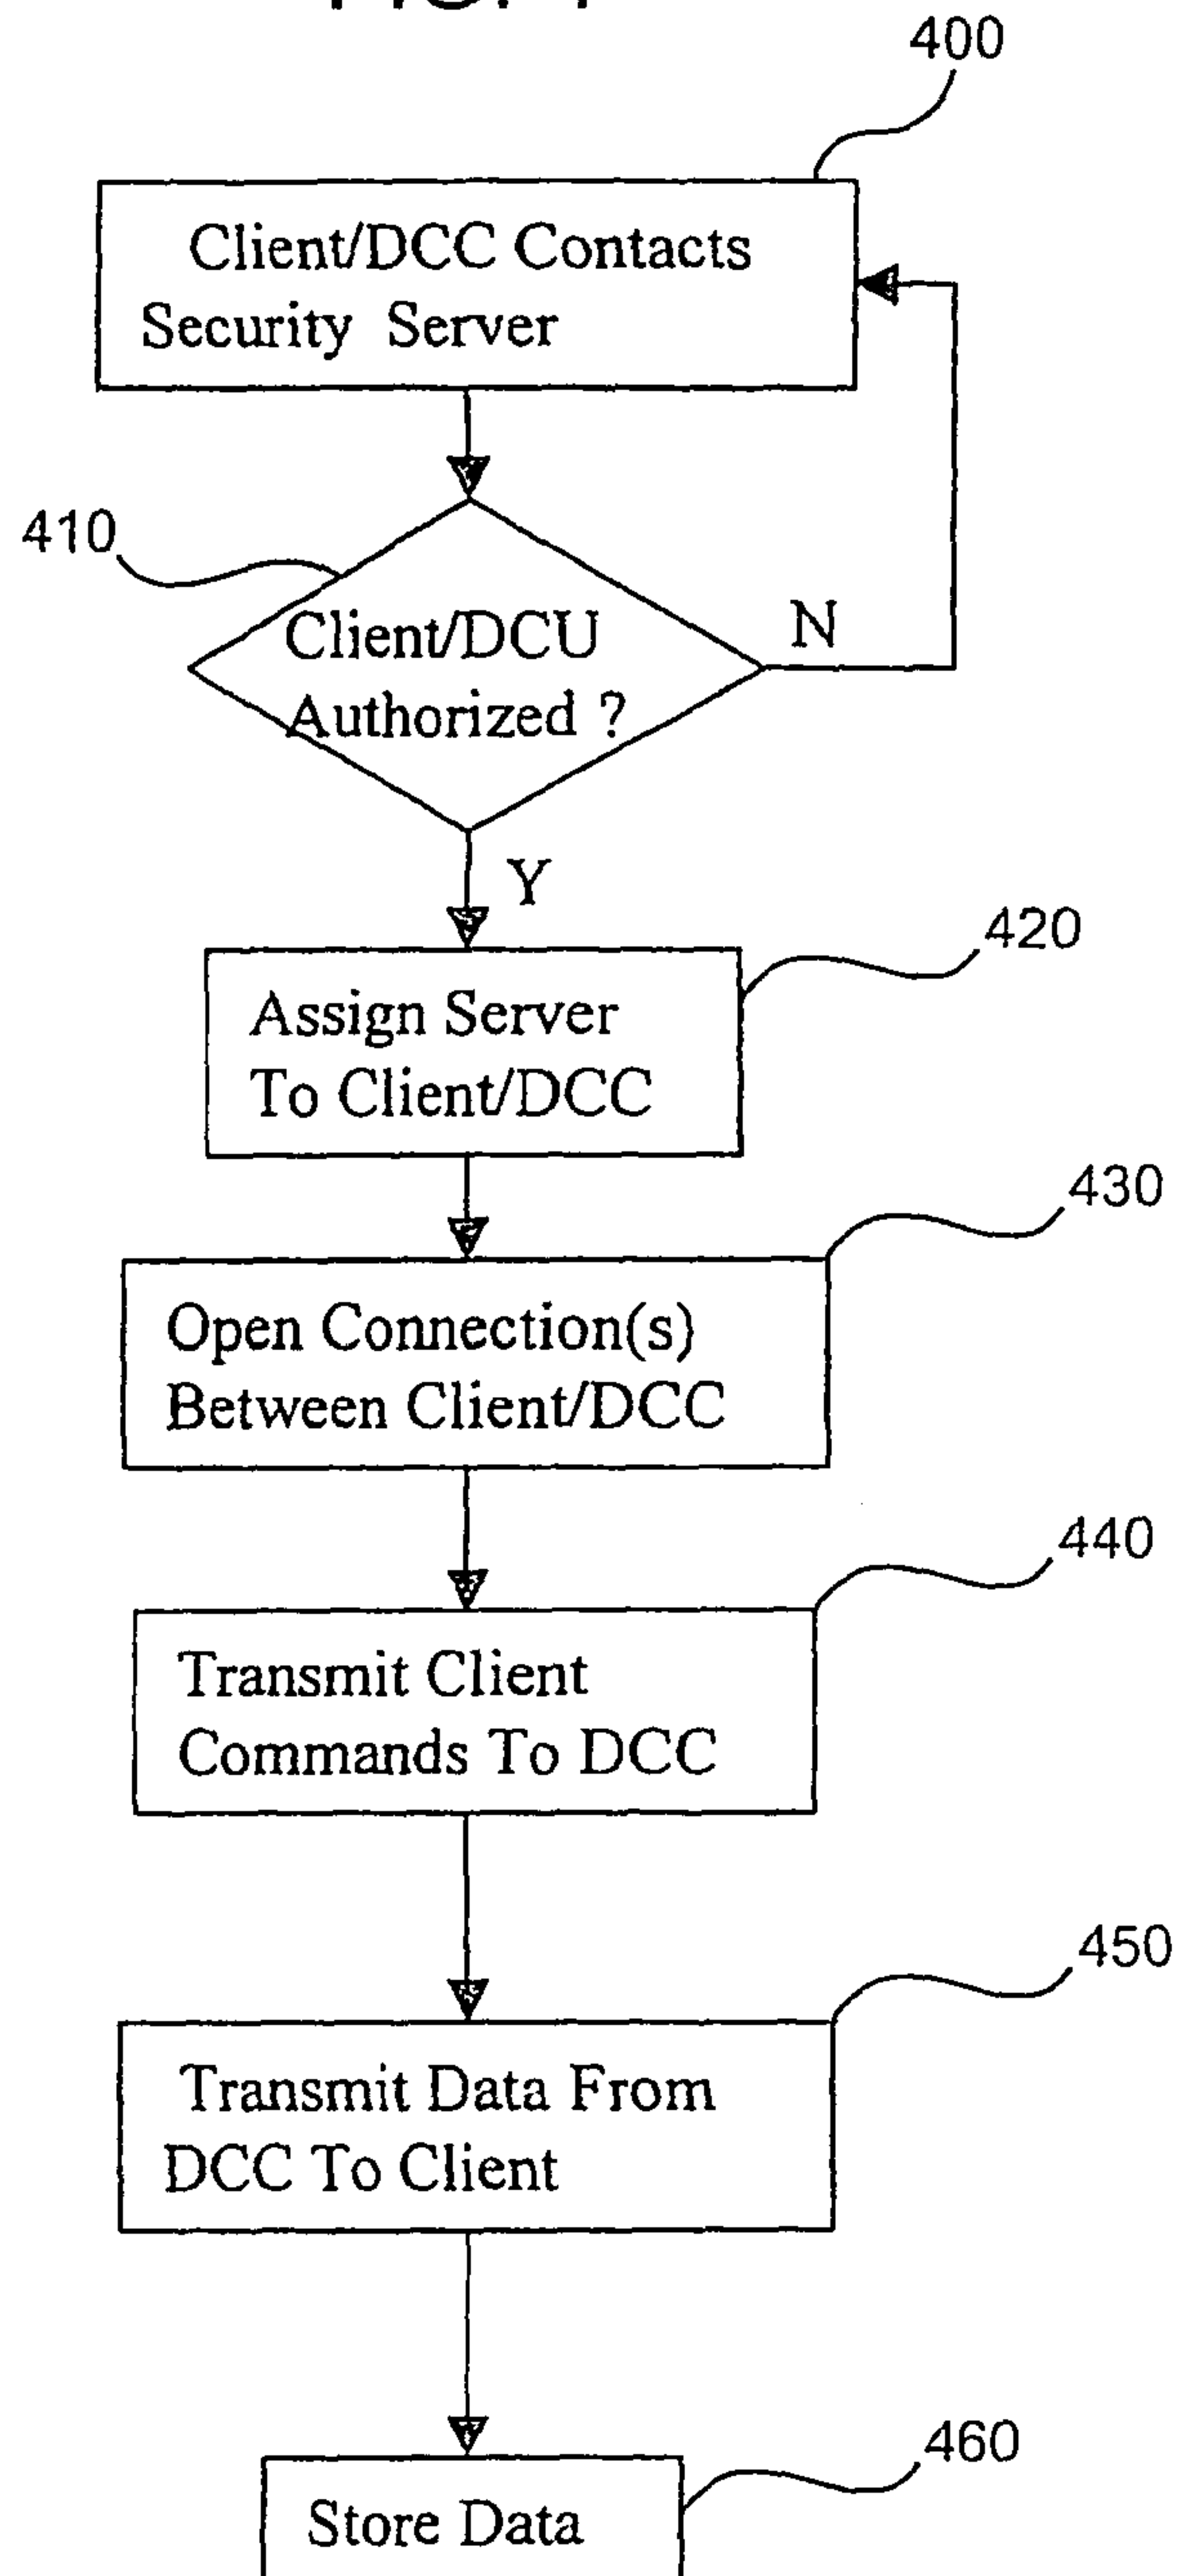 400
Client/DCC Contacts
Security Server
410
Client/DCU
Authorized ?
N
Y
420
Assign Server
To Client/DCC
430
Open Connection(s)
Between Client/DCC
440
Transmit Client
Commands To DCC
450
Transmit Data From
DCC To Client
460
Store Data